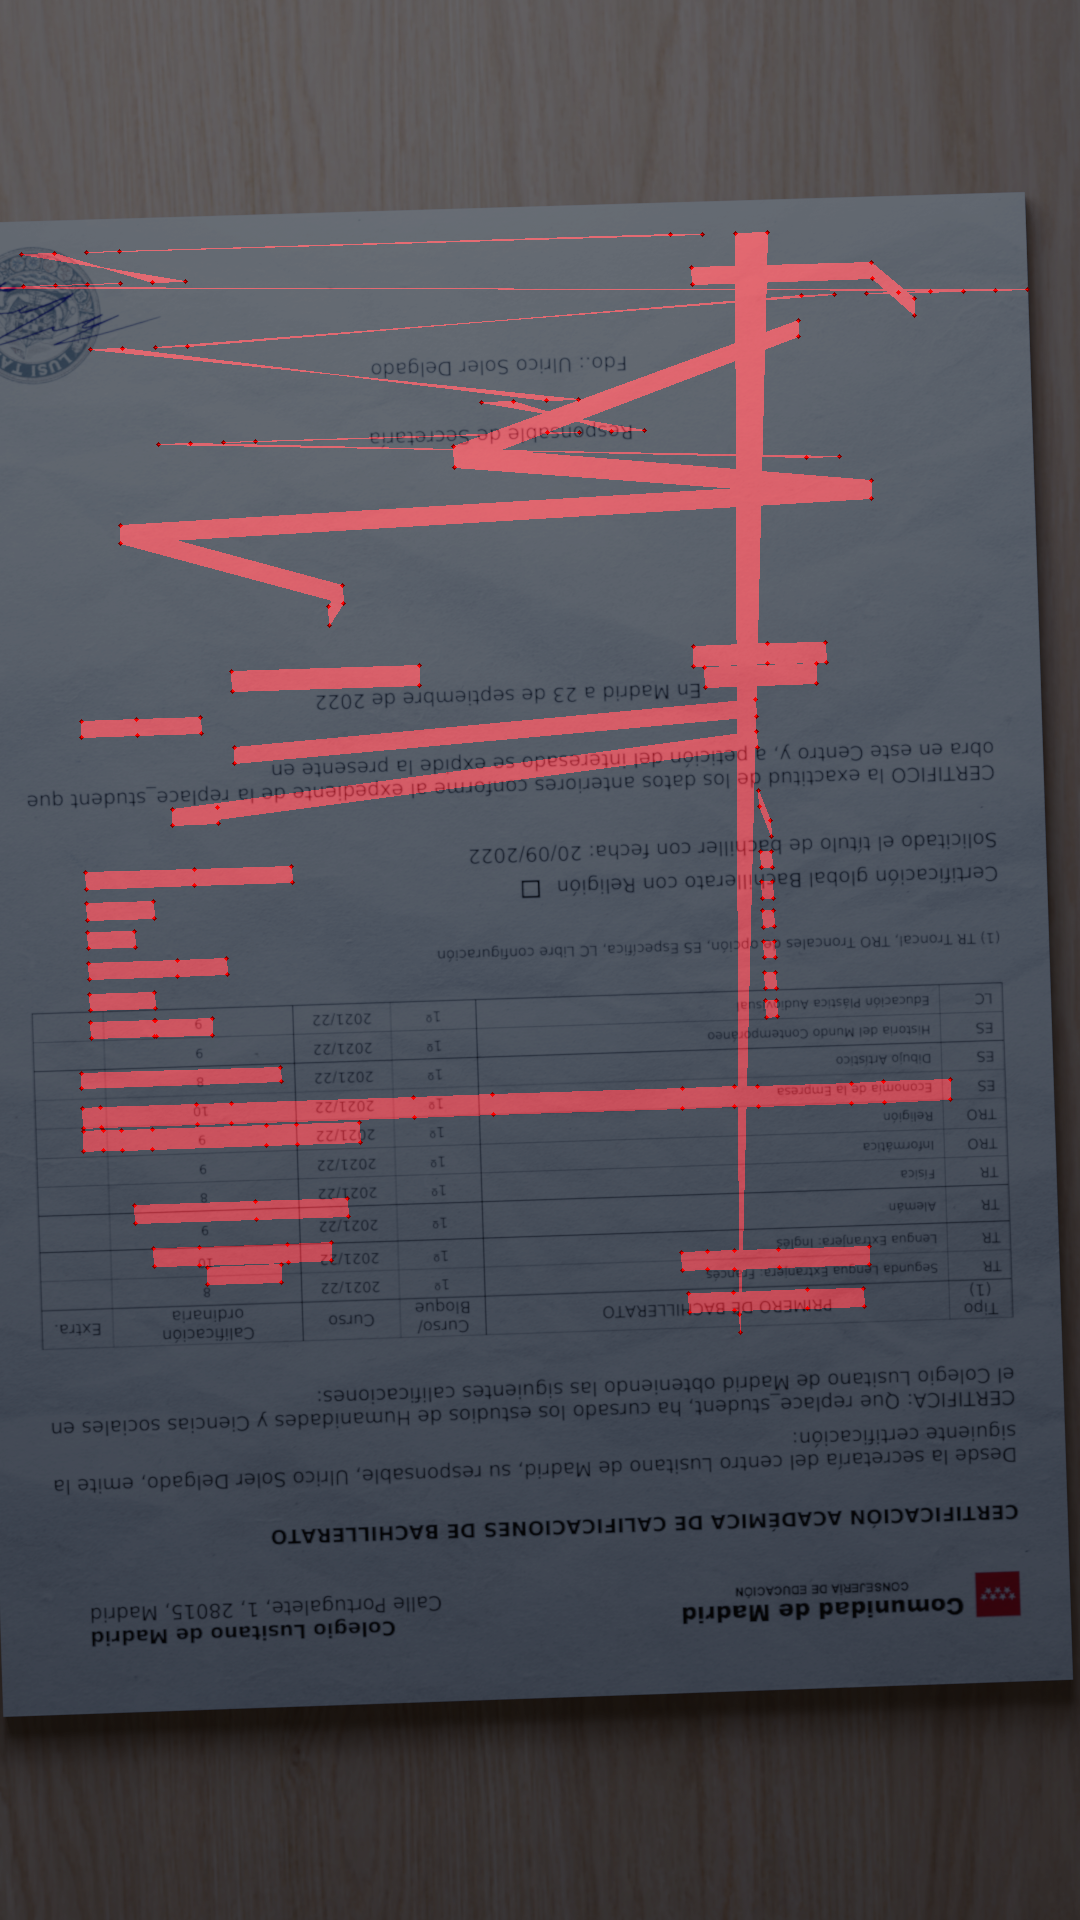 Comunidad de Madrid
CONSEJERÍA DE EDUCACIÓN
Colegio Lusitano de Madrid
Calle Portugalete, 1, 28015, Madrid
CERTIFICACIÓN ACADÉMICA DE CALIFICACIONES DE BACHILLERATO
Desde la secretaría del centro Lusitano de Madrid, su responsable, Ulrico Soler Delgado, emite la
siguiente certificación:
CERTIFICA: Que replace_student, ha cursado los estudios de Humanidades y Ciencias sociales en
el Colegio Lusitano de Madrid obteniendo las siguientes calificaciones:
Tipo (1) PRIMERO DE BACHILLERATO Curso/ Bloque Curso Calificación ordinaria Extra.
TR Segunda Lengua Extranjera: Francés 1º 2021/22 8
TR Lengua Extranjera: Inglés 1º 2021/22 10
TR Alemán 1º 2021/22 9
TR Física 1º 2021/22 8
TRO Informática 1º 2021/22 9
TRO Religión 1º 2021/22 9
ES Economía de la Empresa 1º 2021/22 10
ES Dibujo Artístico 1º 2021/22 8
ES Historia del Mundo Contemporáneo 1º 2021/22 9
LC Educación Plástica Audiovisual 1º 2021/22 9
(1) TR Troncal, TRO Troncales de opción, ES Específica, LC Libre configuración
Certificación global Bachillerato con Religión ☐
Solicitado el título de bachiller con fecha: 20/09/2022
CERTIFICO la exactitud de los datos anteriores conforme al expediente de la replace_student que
obra en este Centro y, a petición del interesado se expide la presente en
En Madrid a 23 de septiembre de 2022
Responsable de Secretaría
Fdo.: Ulrico Soler Delgado